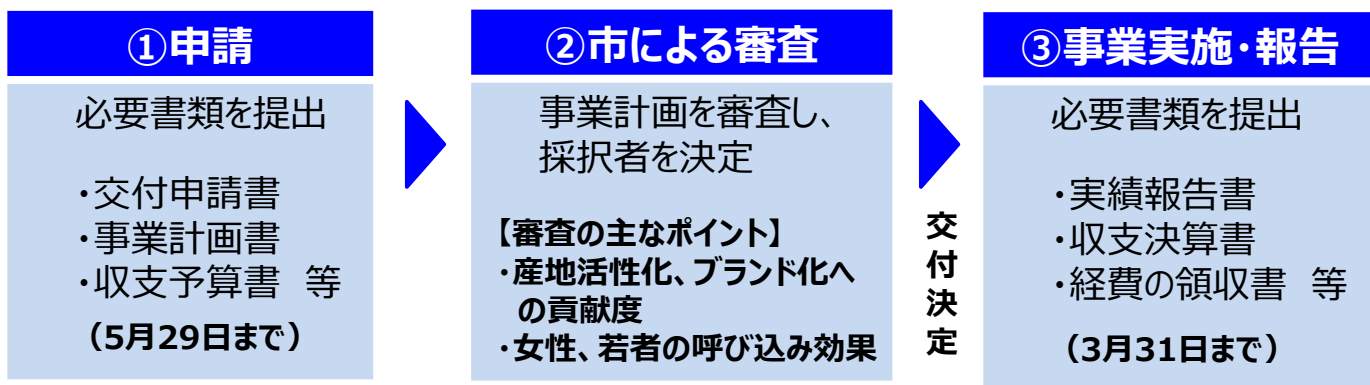 ①申請
必要書類を提出
・交付申請書
・事業計画書
・収支予算書 等
（5月29日まで）
②市による審査
事業計画を審査し、
採択者を決定
【審査の主なポイント】
・産地活性化、ブランド化へ
の貢献度
・女性、若者の呼び込み効果
交付決定
③事業実施・報告
必要書類を提出
・実績報告書
・収支決算書
・経費の領収書 等
（3月31日まで）